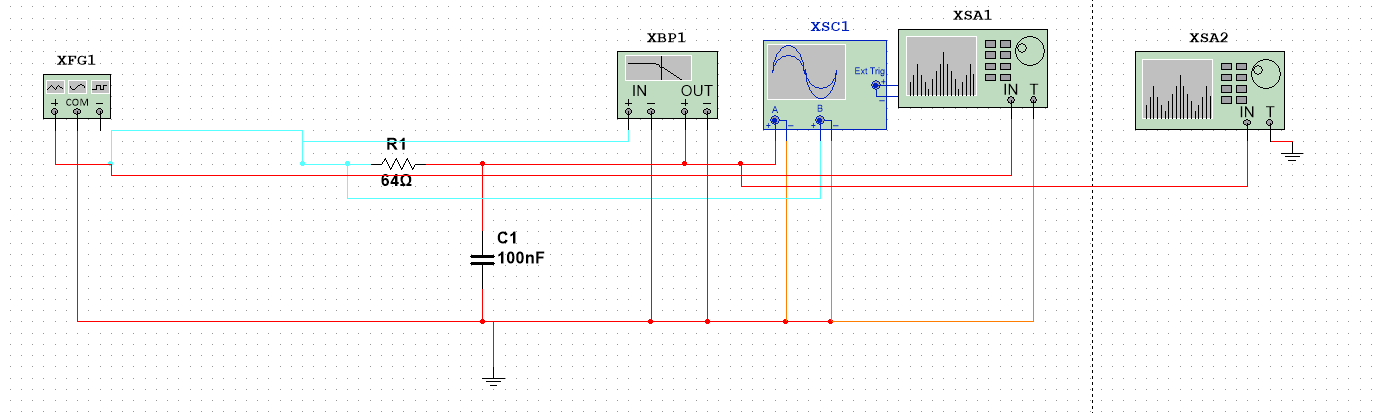 XFG1
COM
+ −
XBP1
IN OUT
+ − + −
XSC1
Ext Trig
+
−
A B
+ − + −
XSA1
IN T
XSA2
IN T
R1
64Ω
C1
100nF